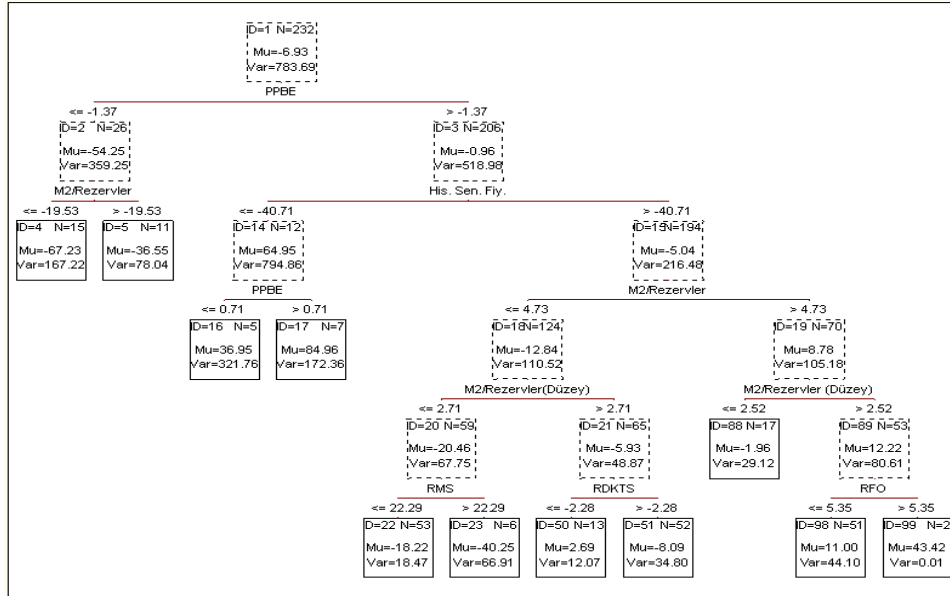 ID=1 N=232
Mu=-6.93
Var=783.69
PPBE
<= -1.37 > -1.37
ID=2 N=26 ID=3 N=206
Mu=-54.25 Mu=-0.96
Var=359.25 Var=518.98
M2/Rezervler His. Sen. Fiy.
<= -19.53 > -19.53 <= -40.71 > -40.71
ID=4 N=15 ID=5 N=11 ID=14 N=12 ID=15N=194
Mu=-67.23 Mu=-36.55 Mu=64.95 Mu=-5.04
Var=167.22 Var=78.04 Var=794.86 Var=216.48
PPBE M2/Rezervler
<= 0.71 > 0.71 <= 4.73 > 4.73
ID=16 N=5 ID=17 N=7 ID=18N=124 ID=19 N=70
Mu=36.95 Mu=84.96 Mu=-12.84 Mu=8.78
Var=321.76 Var=172.36 Var=110.52 Var=105.18
M2/Rezervler(Düzey) M2/Rezervler (Düzey)
<= 2.71 > 2.71 <= 2.52 > 2.52
ID=20 N=59 ID=21 N=65 ID=88 N=17 ID=89 N=53
Mu=-20.46 Mu=-5.93 Mu=-1.96 Mu=12.22
Var=67.75 Var=48.87 Var=29.12 Var=80.61
RMS RDKTS RFO
<= 22.29 > 22.29 <= -2.28 > -2.28 <= 5.35 > 5.35
ID=22 N=53 ID=23 N=6 ID=50 N=13 ID=51 N=52 ID=98 N=51 ID=99 N=2
Mu=-18.22 Mu=-40.25 Mu=2.69 Mu=-8.09 Mu=11.00 Mu=43.42
Var=18.47 Var=66.91 Var=12.07 Var=34.80 Var=44.10 Var=0.01